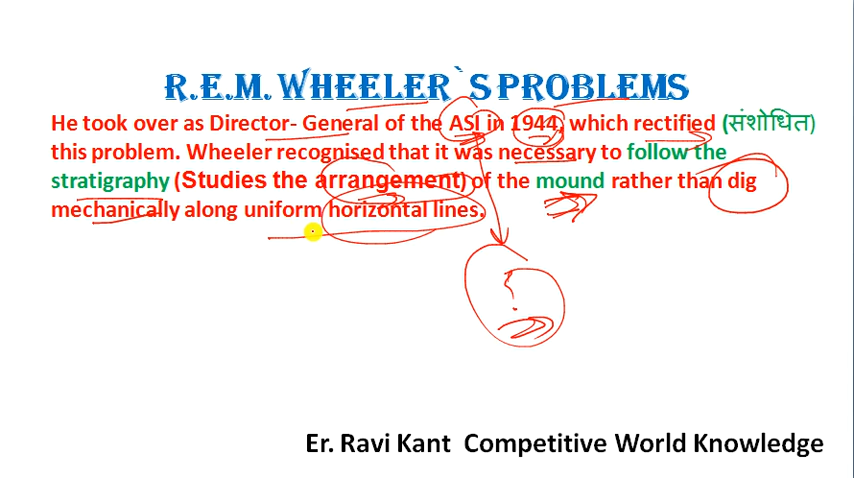 R.E.M. WHEELER`S PROBLEMS
He took over as Director- General of the ASI in 1944, which rectified (संशोधित)
this problem. Wheeler recognised that it was necessary to follow the
stratigraphy (Studies the arrangement) of the mound rather than dig
mechanically along uniform horizontal lines.
?
Er. Ravi Kant Competitive World Knowledge